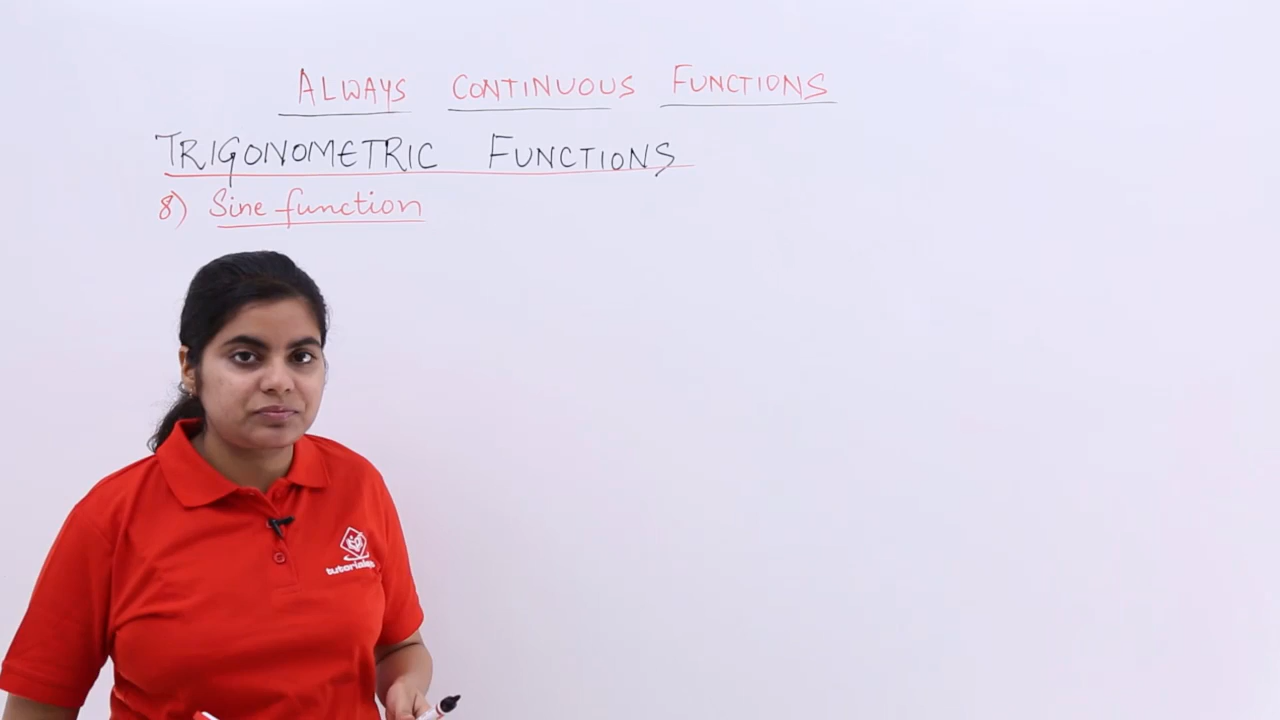 ALWAYS CONTINUOUS FUNCTIONS
TRIGONOMETRIC FUNCTIONS
8) Sine function